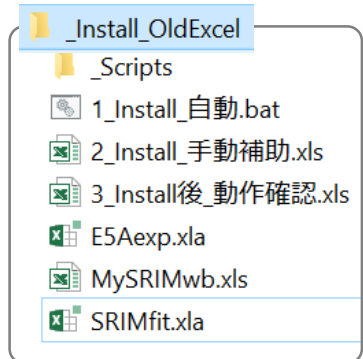 _Install_OldExcel
_Scripts
1_Install_自動.bat
2_Install_手動補助.xls
3_Install後_動作確認.xls
E5Aexp.xla
MySRIMwb.xls
SRIMfit.xla